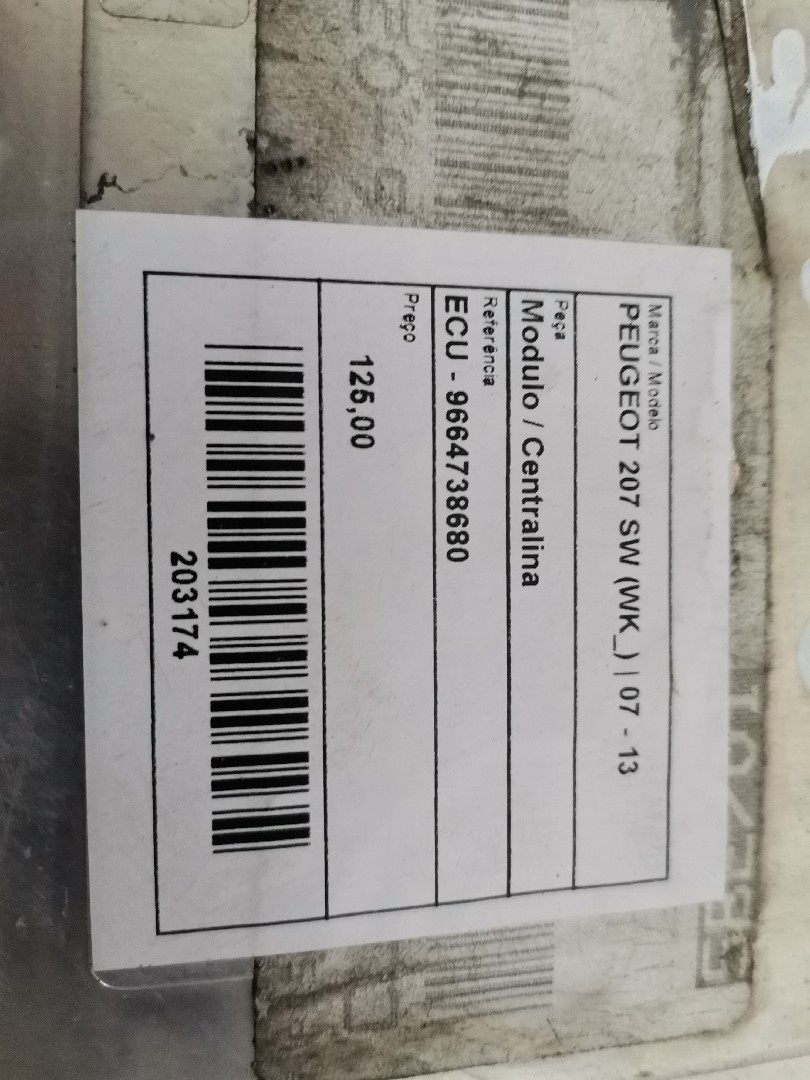 Marca / Modelo
PEUGEOT 207 SW (WK_) | 07 - 13
Peça
Modulo / Centralina
Referência
ECU - 9664738680
Preço
125,00
203174